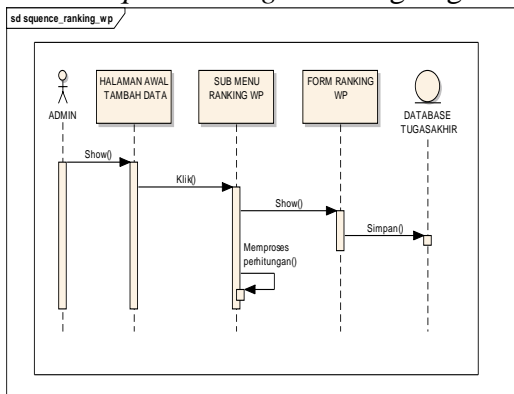 sd squence_ranking_wp
HALAMAN AWAL
TAMBAH DATA
SUB MENU
RANKING WP
FORM RANKING
WP
ADMIN
DATABASE
TUGASAKHIR
Show()
Klik()
Show()
Simpan()
Memproses
perhitungan()